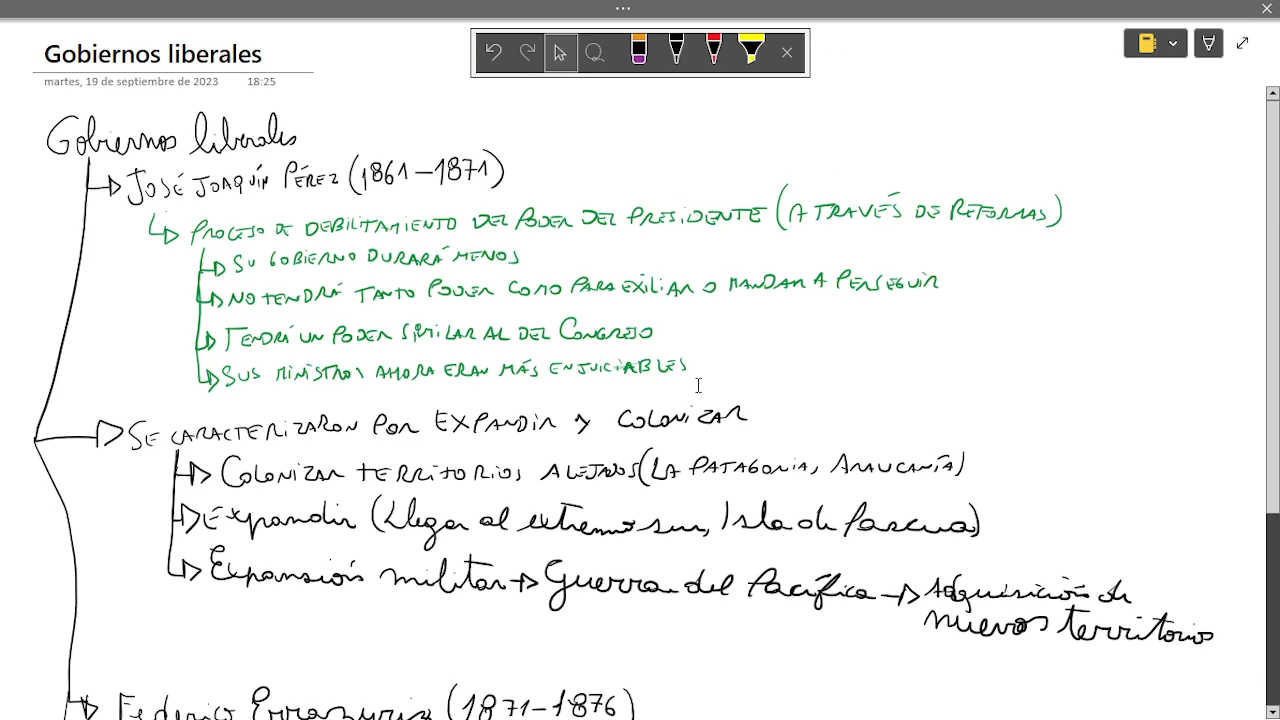 Gobiernos liberales
martes, 19 de septiembre de 2023 18:25
Gobiernos liberales
JOSÉ JOAQUÍN PÉREZ (1861-1871)
PROCESO DE DEBILITAMIENTO DEL PODER DEL PRESIDENTE (A TRAVÉS DE REFORMAS)
SU GOBIERNO DURARÁ MENOS
NO TENDRÁ TANTO PODER COMO PARA EXILIAR O MANDAR A PERSEGUIR
TENDRÁ UN PODER SIMILAR AL DEL CONGRESO
SUS MINISTROS AHORA ERAN MÁS ENJUICIABLES
SE CARACTERIZARON POR EXPANDIR Y COLONIZAR
COLONIZAR TERRITORIOS ALEJADOS (LA PATAGONIA, ARAUCANÍA)
Expandir (Llegar al extremo sur, Isla de Pascua)
Expansión militar → Guerra del Pacífico → Adquisición de
nuevos territorios
Federico Errazuriz (1871-1876)